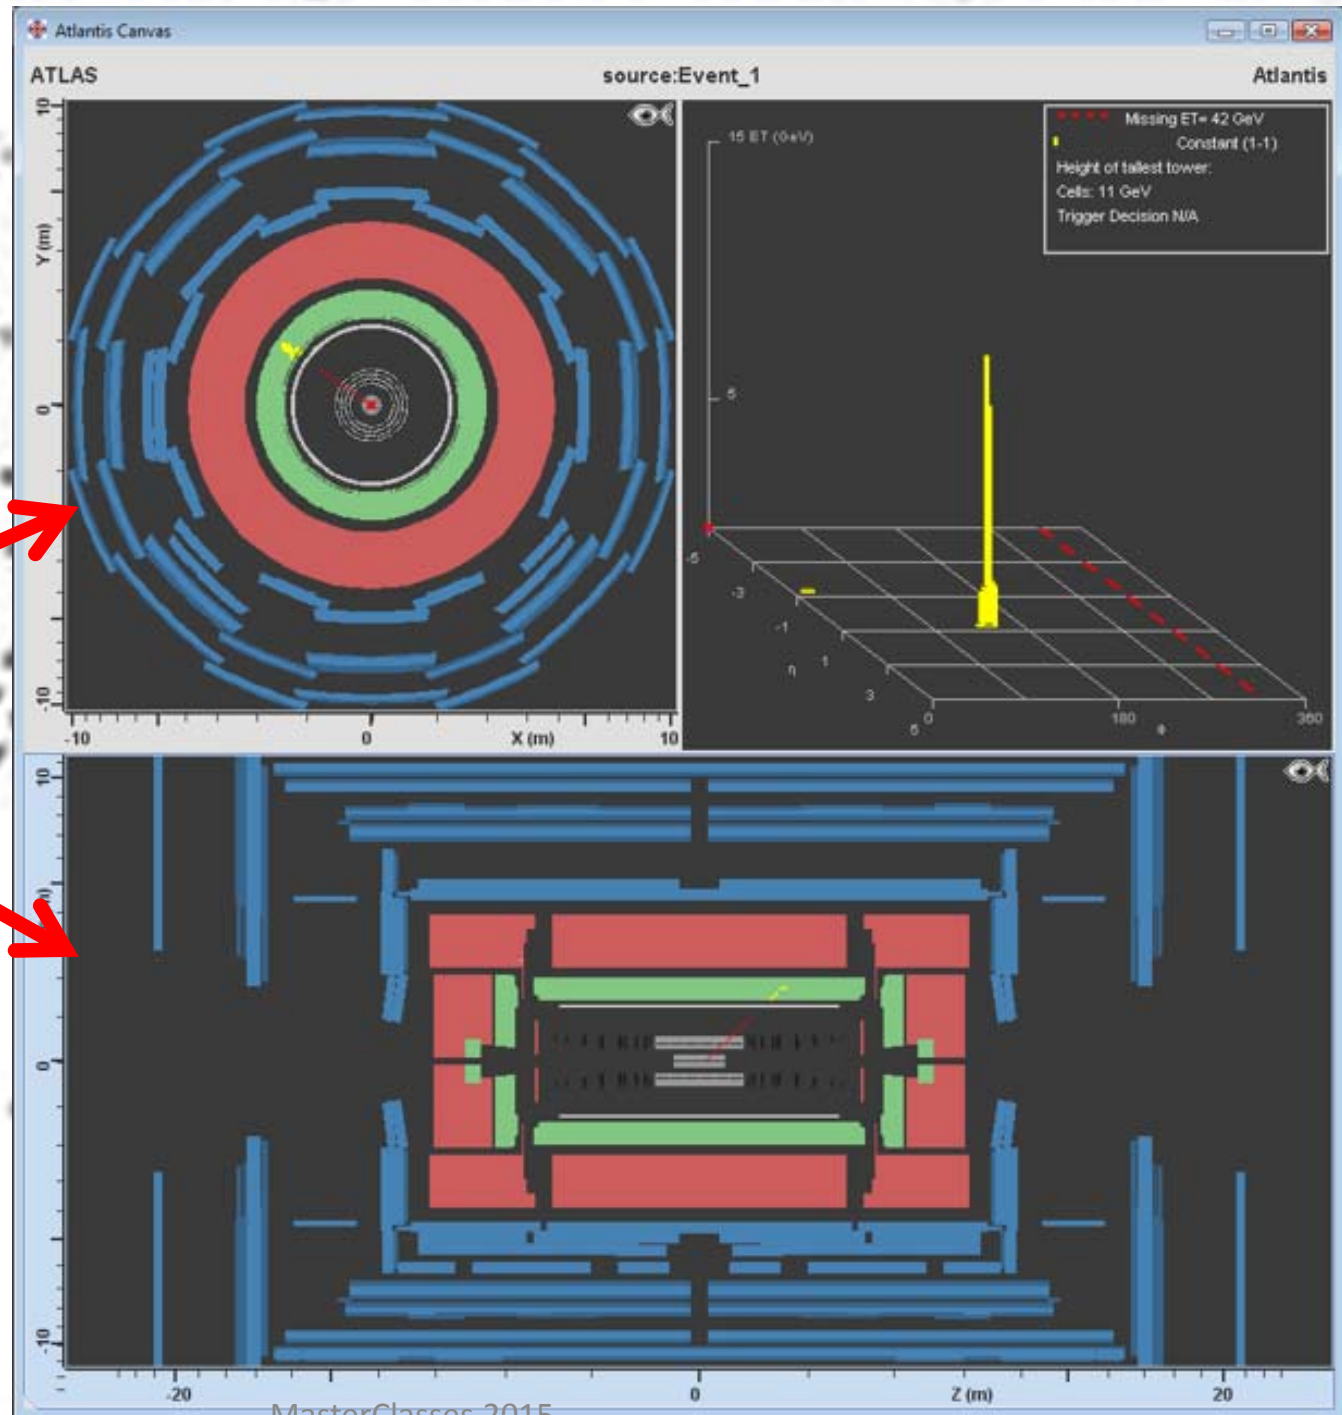 Atlantis Canvas
ATLAS source:Event_1 Atlantis
10
Y (m)
0
-10
-10 0 X (m) 10
15 ET (GeV)
5
Missing ET= 42 GeV
Constant (1-1)
Height of tallest tower:
Cells: 11 GeV
Trigger Decision N/A
-5
-3
-1
1
η
3
5 0 180 360
Φ
10
0
-10
-20 0 Z (m) 20
MasterClasses 2015